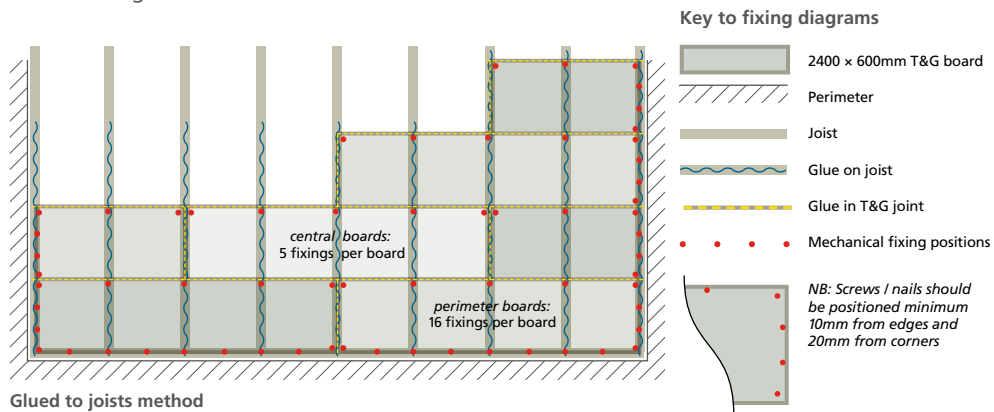 Key to fixing diagrams
2400 × 600mm T&G board
Perimeter
Joist
Glue on joist
Glue in T&G joint
Mechanical fixing positions
central boards:
5 fixings per board
perimeter boards:
16 fixings per board
NB: Screws / nails should
be positioned minimum
10mm from edges and
20mm from corners
Glued to joists method